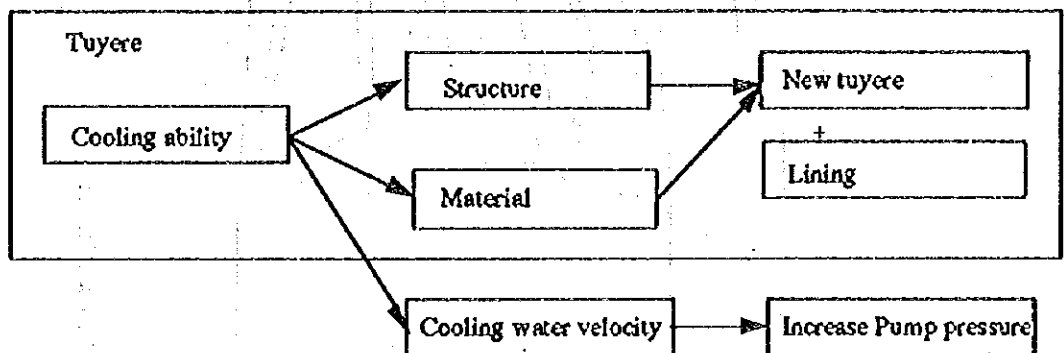 Tuyere
Structure
New tuyere
Cooling ability
+
Material
Lining
Cooling water velocity
Increase Pump pressure